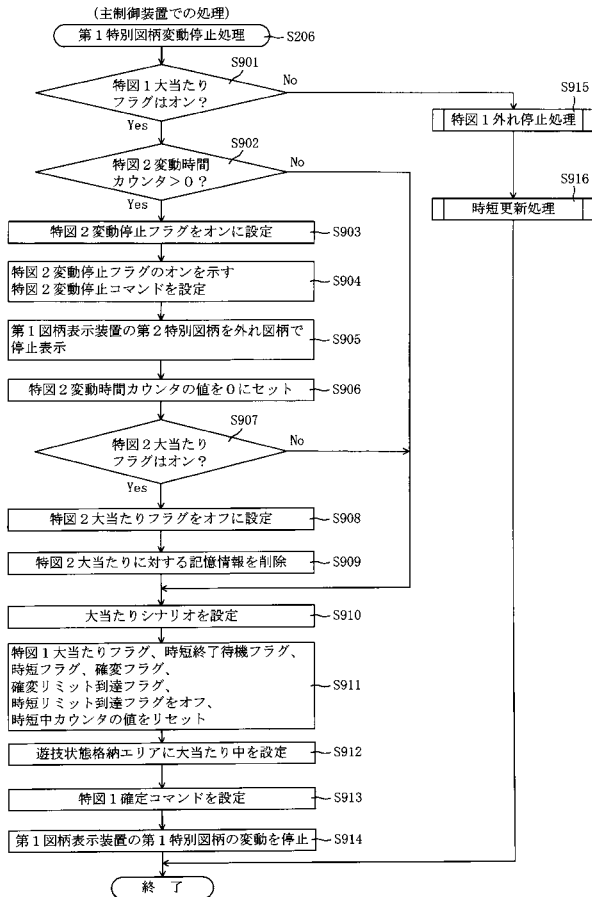 (主制御装置での処理)
第1特別図柄変動停止処理
S206
S901
特図1大当たり
フラグはオン?
No
Yes
S915
特図1外れ停止処理
S916
時短更新処理
S902
特図2変動時間
カウンタ>0?
No
Yes
特図2変動停止フラグをオンに設定
S903
特図2変動停止フラグのオンを示す
特図2変動停止コマンドを設定
S904
第1図柄表示装置の第2特別図柄を外れ図柄で
停止表示
S905
特図2変動時間カウンタの値を0にセット
S906
S907
特図2大当たり
フラグはオン?
No
Yes
特図2大当たりフラグをオフに設定
S908
特図2大当たりに対する記憶情報を削除
S909
大当たりシナリオを設定
S910
特図1大当たりフラグ、時短終了待機フラグ、
時短フラグ、確変フラグ、
確変リミット到達フラグ、
時短リミット到達フラグをオフ、
時短中カウンタの値をリセット
S911
遊技状態格納エリアに大当たり中を設定
S912
特図1確定コマンドを設定
S913
第1図柄表示装置の第1特別図柄の変動を停止
S914
終 了